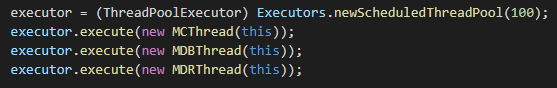 executor = (ThreadPoolExecutor) Executors.newScheduledThreadPool(100);
executor.execute(new MCThread(this));
executor.execute(new MDBThread(this));
executor.execute(new MDRThread(this));